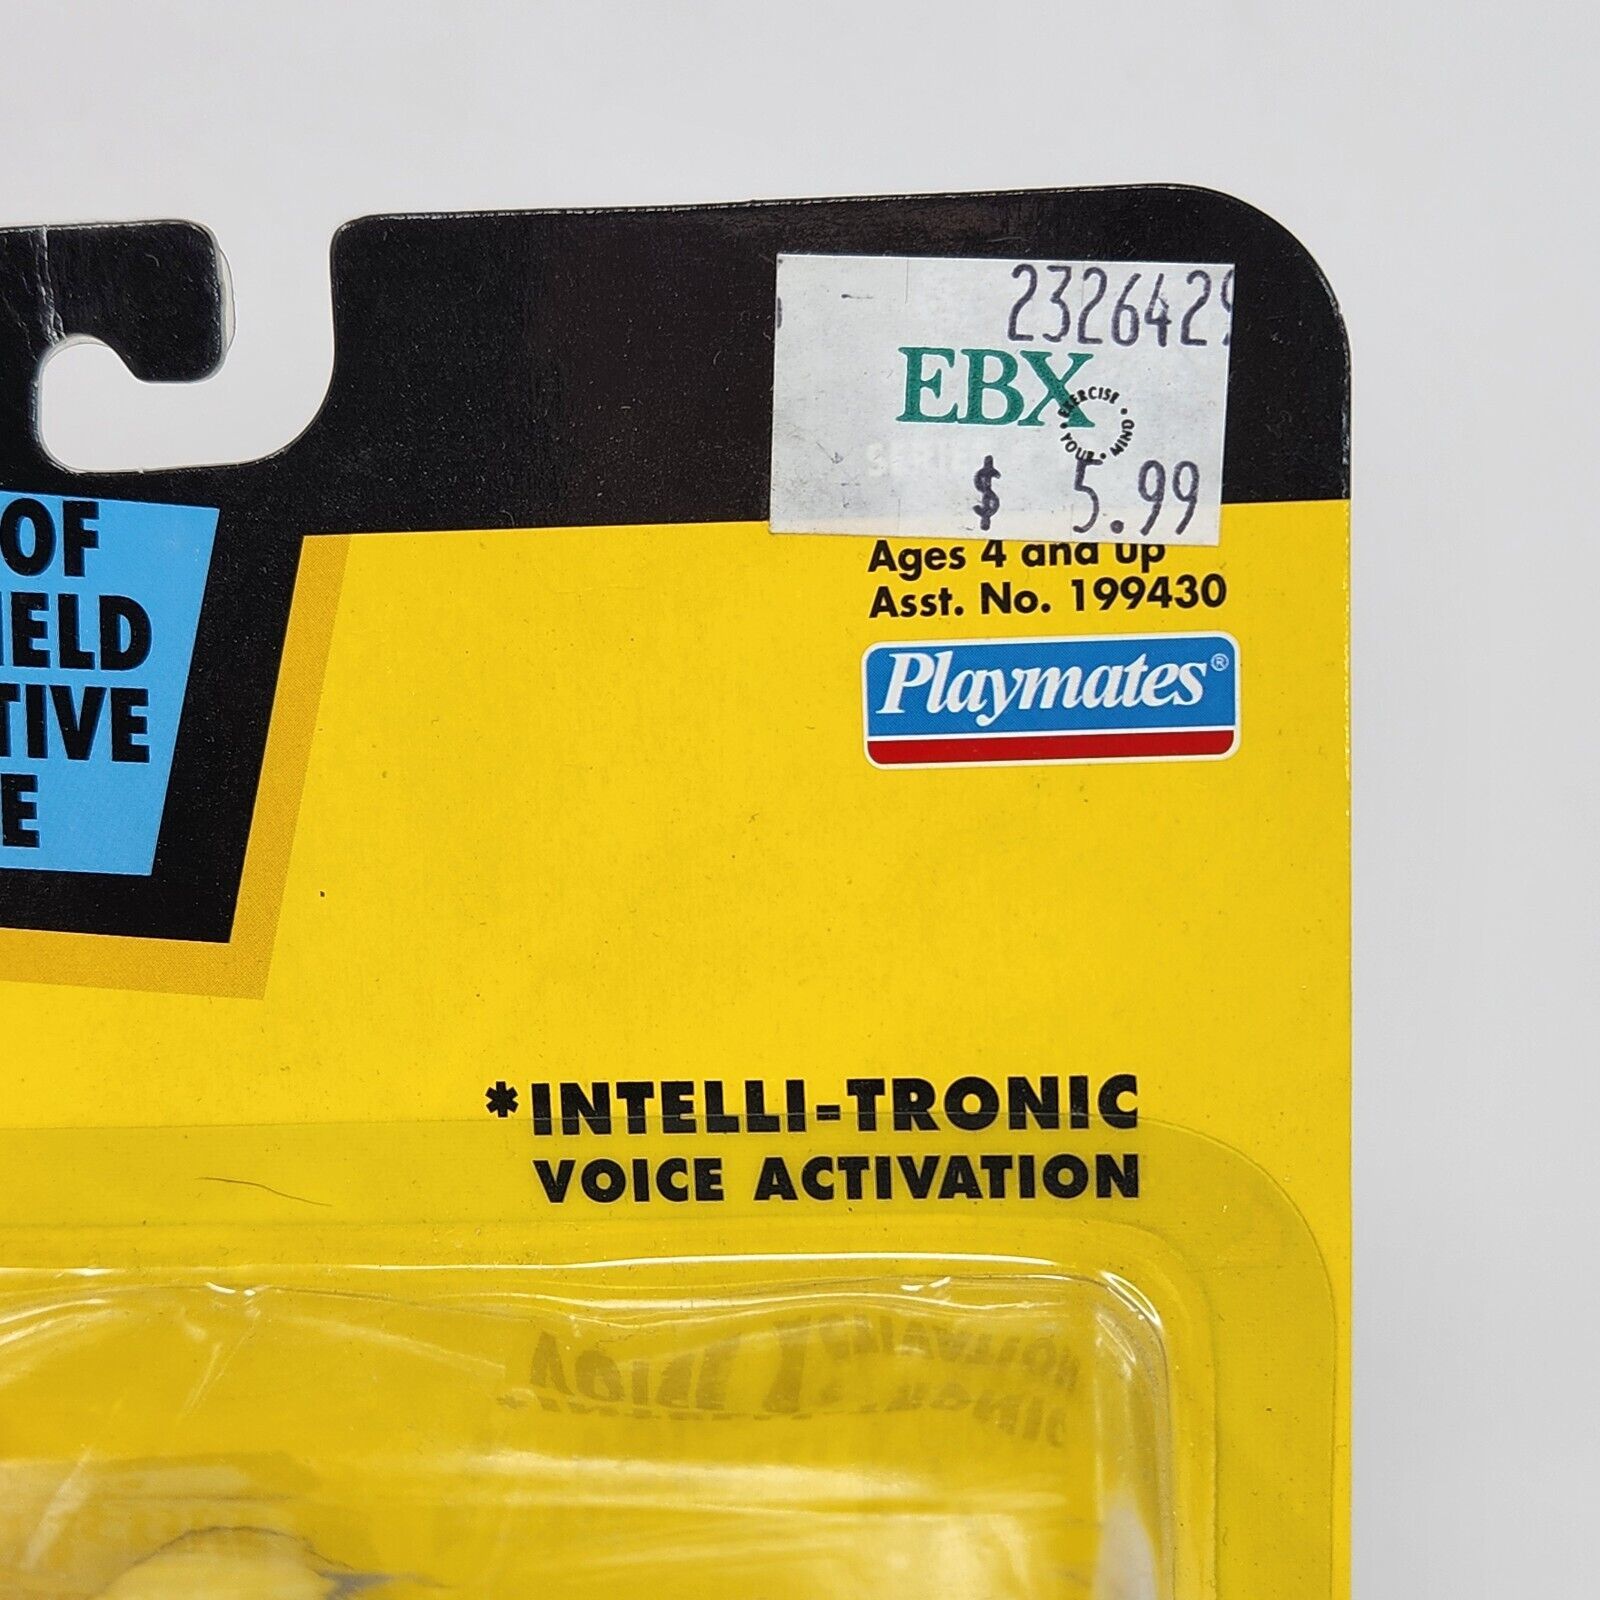 2326429
EBX
EXERCISE • YOUR • MIND •
$ 5.99
Ages 4 and up
Asst. No. 199430
Playmates®
OF
IELD
TIVE
E
*INTELLI-TRONIC
VOICE ACTIVATION